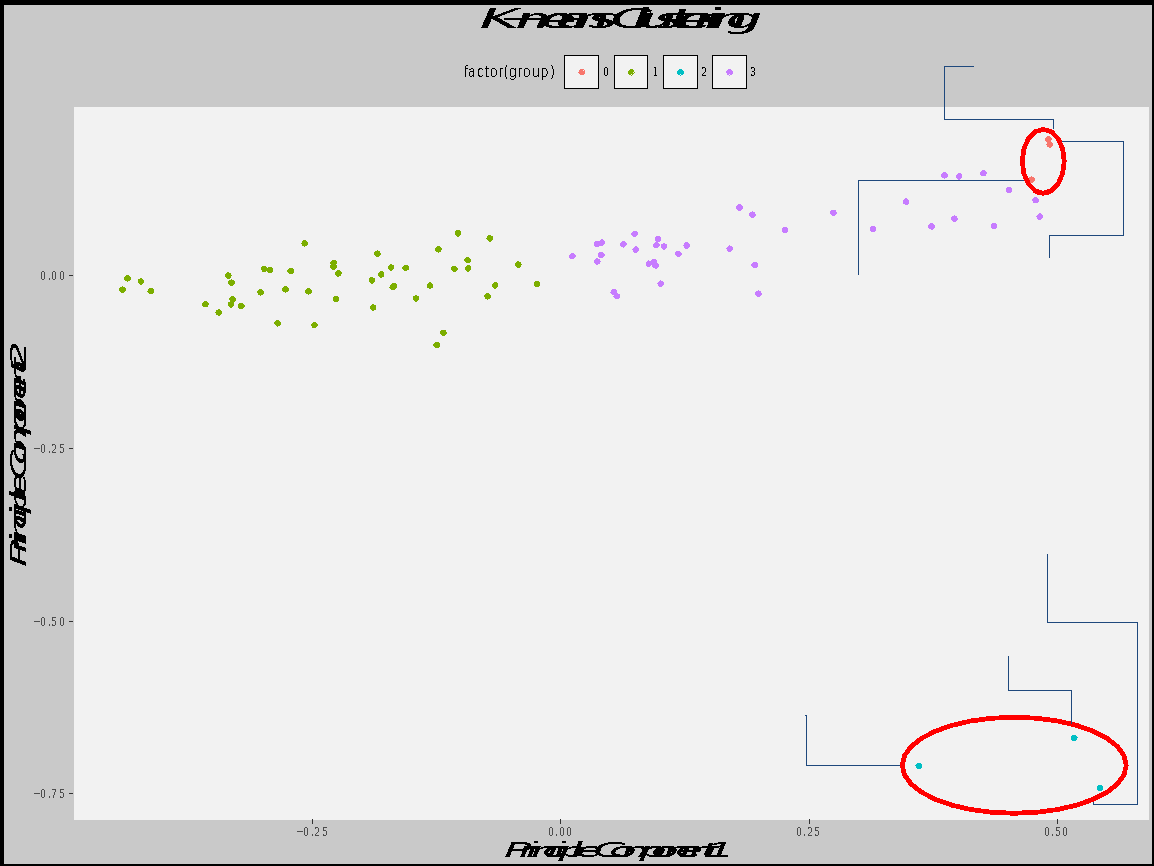 K-means Clustering
factor(group) 0 1 2 3
0.00
−0.25
−0.50
−0.75
Principle Component 2
−0.25 0.00 0.25 0.50
Principle Component 1